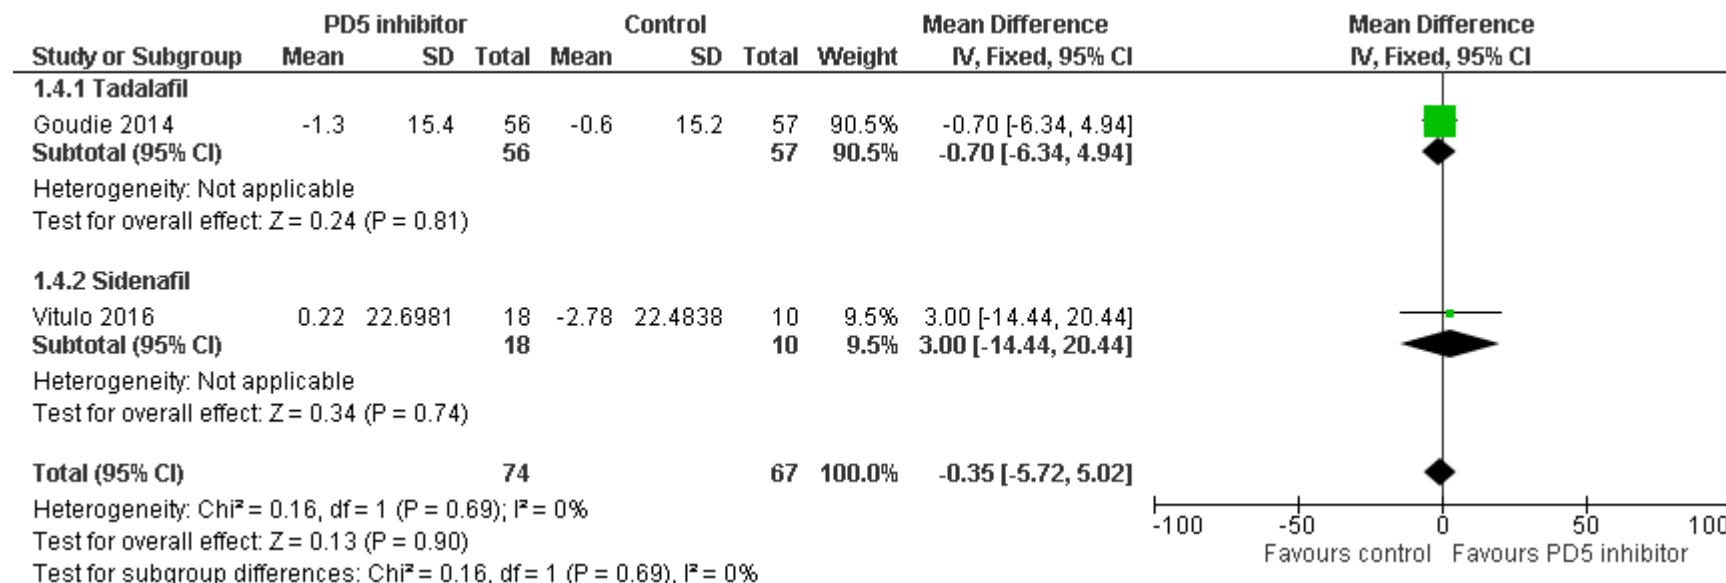 PD5 inhibitor Control Mean Difference Mean Difference
Study or Subgroup Mean SD Total Mean SD Total Weight IV, Fixed, 95% CI IV, Fixed, 95% CI
1.4.1 Tadalafil
Goudie 2014 -1.3 15.4 56 -0.6 15.2 57 90.5% -0.70 [-6.34, 4.94]
Subtotal (95% CI) 56 57 90.5% -0.70 [-6.34, 4.94]
Heterogeneity: Not applicable
Test for overall effect: Z = 0.24 (P = 0.81)
1.4.2 Sidenafil
Vitulo 2016 0.22 22.6981 18 -2.78 22.4838 10 9.5% 3.00 [-14.44, 20.44]
Subtotal (95% CI) 18 10 9.5% 3.00 [-14.44, 20.44]
Heterogeneity: Not applicable
Test for overall effect: Z = 0.34 (P = 0.74)
Total (95% CI) 74 67 100.0% -0.35 [-5.72, 5.02]
Heterogeneity: Chi² = 0.16, df = 1 (P = 0.69); I² = 0%
Test for overall effect: Z = 0.13 (P = 0.90)
Test for subgroup differences: Chi² = 0.16, df = 1 (P = 0.69), I² = 0%
-100 -50 0 50 100
Favours control Favours PD5 inhibitor